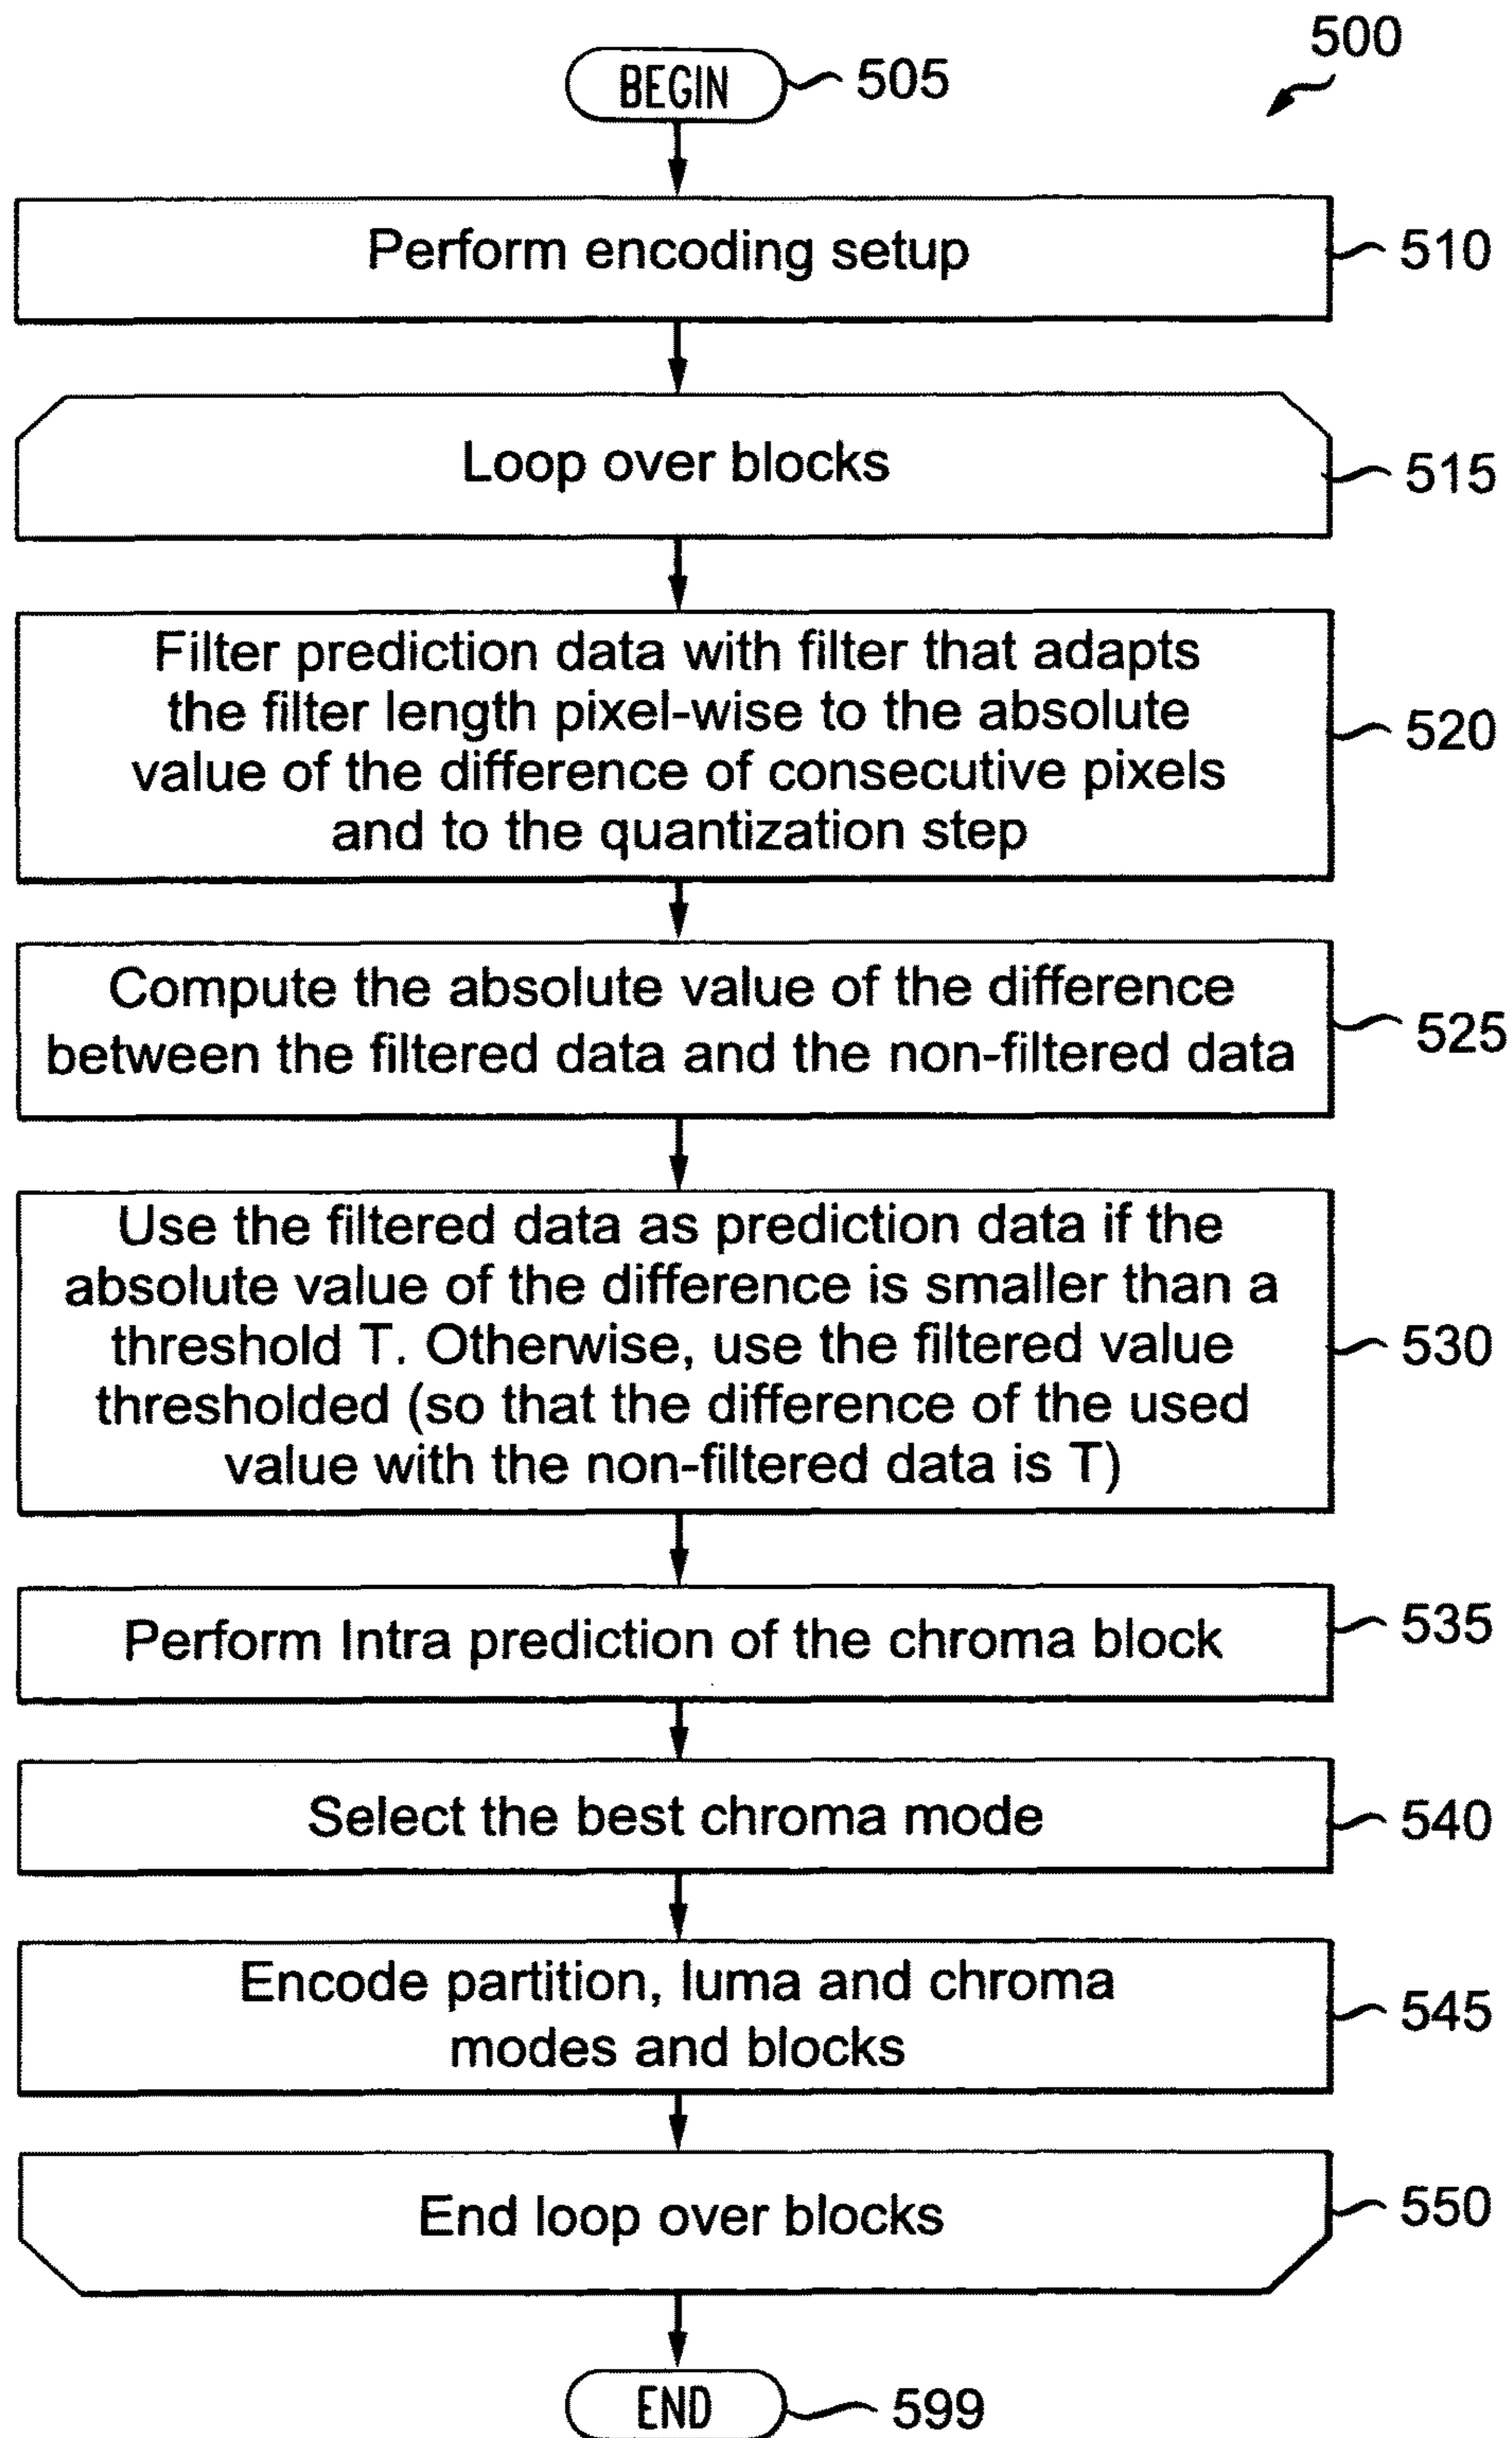 500
BEGIN
505
Perform encoding setup
510
Loop over blocks
515
Filter prediction data with filter that adapts
the filter length pixel-wise to the absolute
value of the difference of consecutive pixels
and to the quantization step
520
Compute the absolute value of the difference
between the filtered data and the non-filtered data
525
Use the filtered data as prediction data if the
absolute value of the difference is smaller than a
threshold T. Otherwise, use the filtered value
thresholded (so that the difference of the used
value with the non-filtered data is T)
530
Perform Intra prediction of the chroma block
535
Select the best chroma mode
540
Encode partition, luma and chroma
modes and blocks
545
End loop over blocks
550
END
599